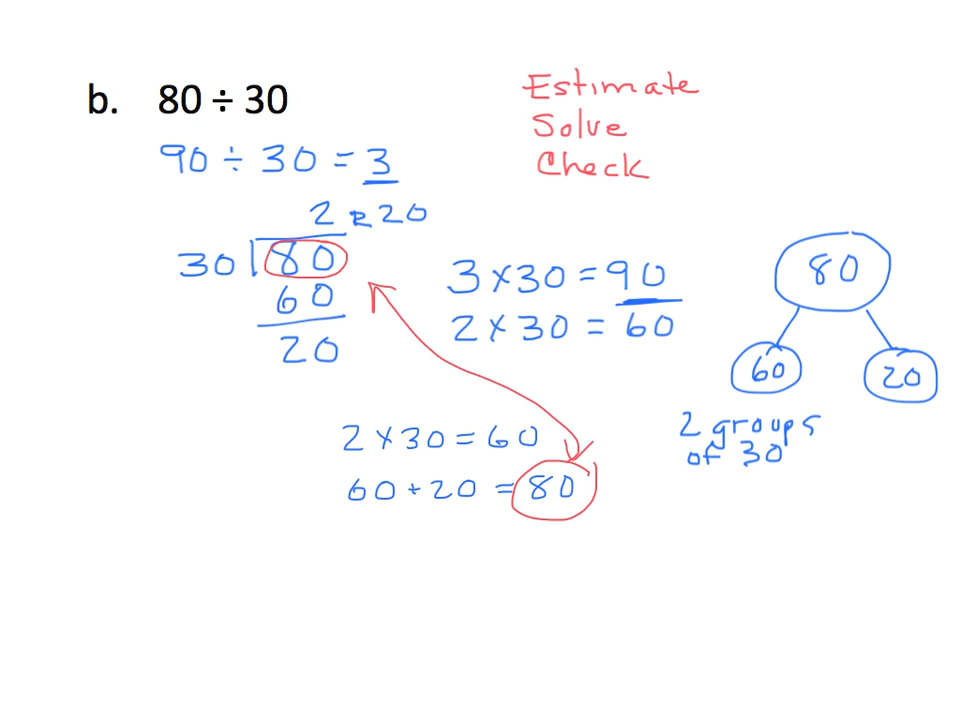 b. 80 ÷ 30
Estimate
Solve
Check
90 ÷ 30 = 3
2 R 20
30 80
60
20
3 × 30 = 90
2 × 30 = 60
80
60 20
2 groups
of 30
2 × 30 = 60
60 + 20 = 80